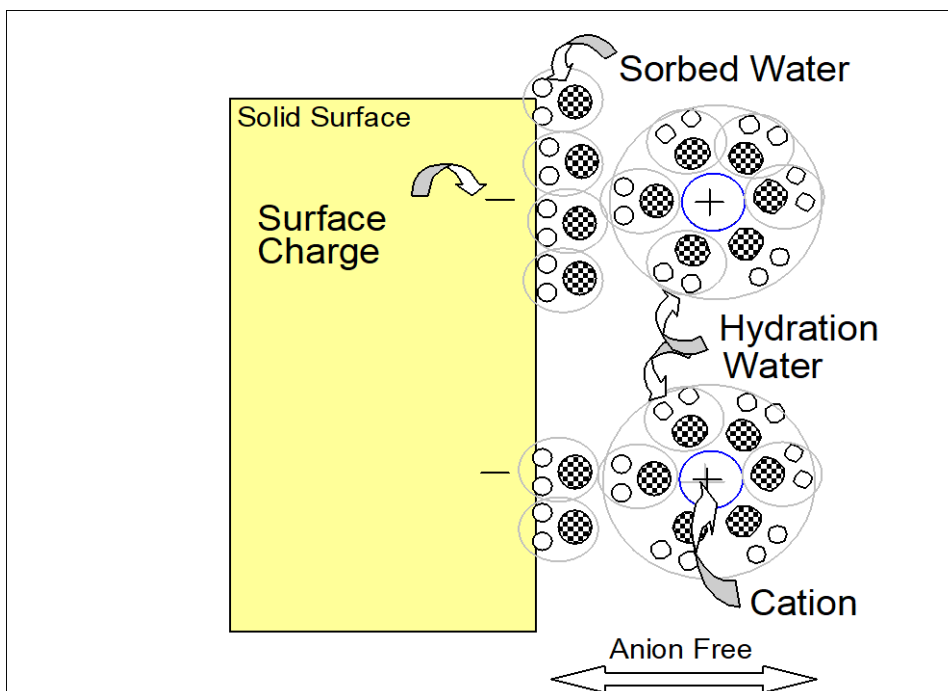 Sorbed Water
Solid Surface
Surface
Charge
Hydration
Water
Cation
Anion Free